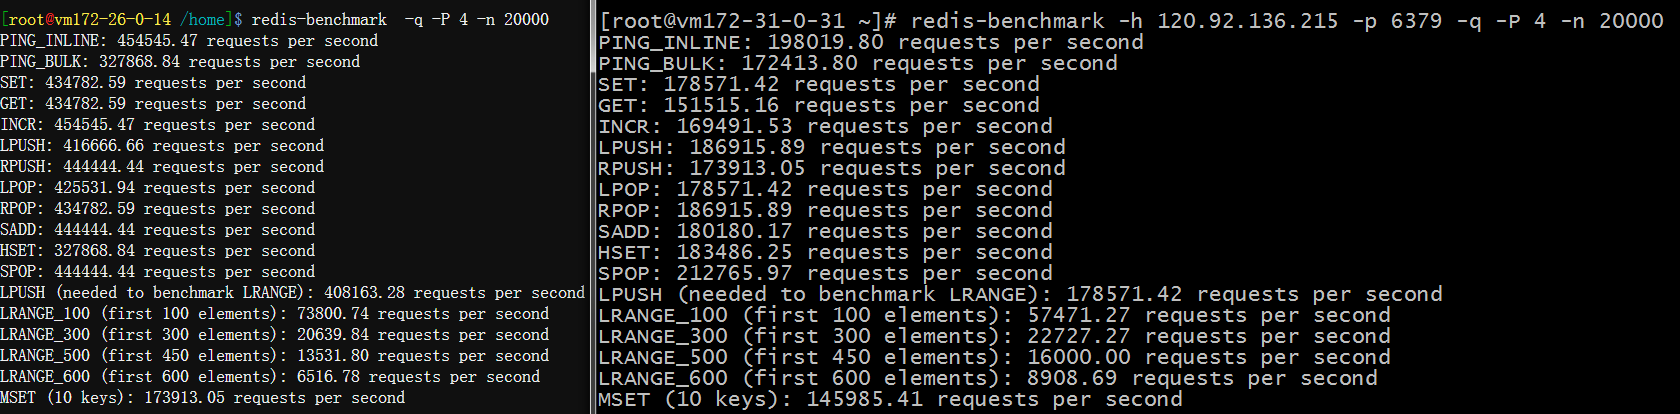 [root@vm172-26-0-14 /home]$ redis-benchmark  -q -P 4 -n 20000
PING_INLINE: 454545.47 requests per second
PING_BULK: 327868.84 requests per second
SET: 434782.59 requests per second
GET: 434782.59 requests per second
INCR: 454545.47 requests per second
LPUSH: 416666.66 requests per second
RPUSH: 444444.44 requests per second
LPOP: 425531.94 requests per second
RPOP: 434782.59 requests per second
SADD: 444444.44 requests per second
HSET: 327868.84 requests per second
SPOP: 444444.44 requests per second
LPUSH (needed to benchmark LRANGE): 408163.28 requests per second
LRANGE_100 (first 100 elements): 73800.74 requests per second
LRANGE_300 (first 300 elements): 20639.84 requests per second
LRANGE_500 (first 450 elements): 13531.80 requests per second
LRANGE_600 (first 600 elements): 6516.78 requests per second
MSET (10 keys): 173913.05 requests per second
[root@vm172-31-0-31 ~]# redis-benchmark -h 120.92.136.215 -p 6379 -q -P 4 -n 20000
PING_INLINE: 198019.80 requests per second
PING_BULK: 172413.80 requests per second
SET: 178571.42 requests per second
GET: 151515.16 requests per second
INCR: 169491.53 requests per second
LPUSH: 186915.89 requests per second
RPUSH: 173913.05 requests per second
LPOP: 178571.42 requests per second
RPOP: 186915.89 requests per second
SADD: 180180.17 requests per second
HSET: 183486.25 requests per second
SPOP: 212765.97 requests per second
LPUSH (needed to benchmark LRANGE): 178571.42 requests per second
LRANGE_100 (first 100 elements): 57471.27 requests per second
LRANGE_300 (first 300 elements): 22727.27 requests per second
LRANGE_500 (first 450 elements): 16000.00 requests per second
LRANGE_600 (first 600 elements): 8908.69 requests per second
MSET (10 keys): 145985.41 requests per second